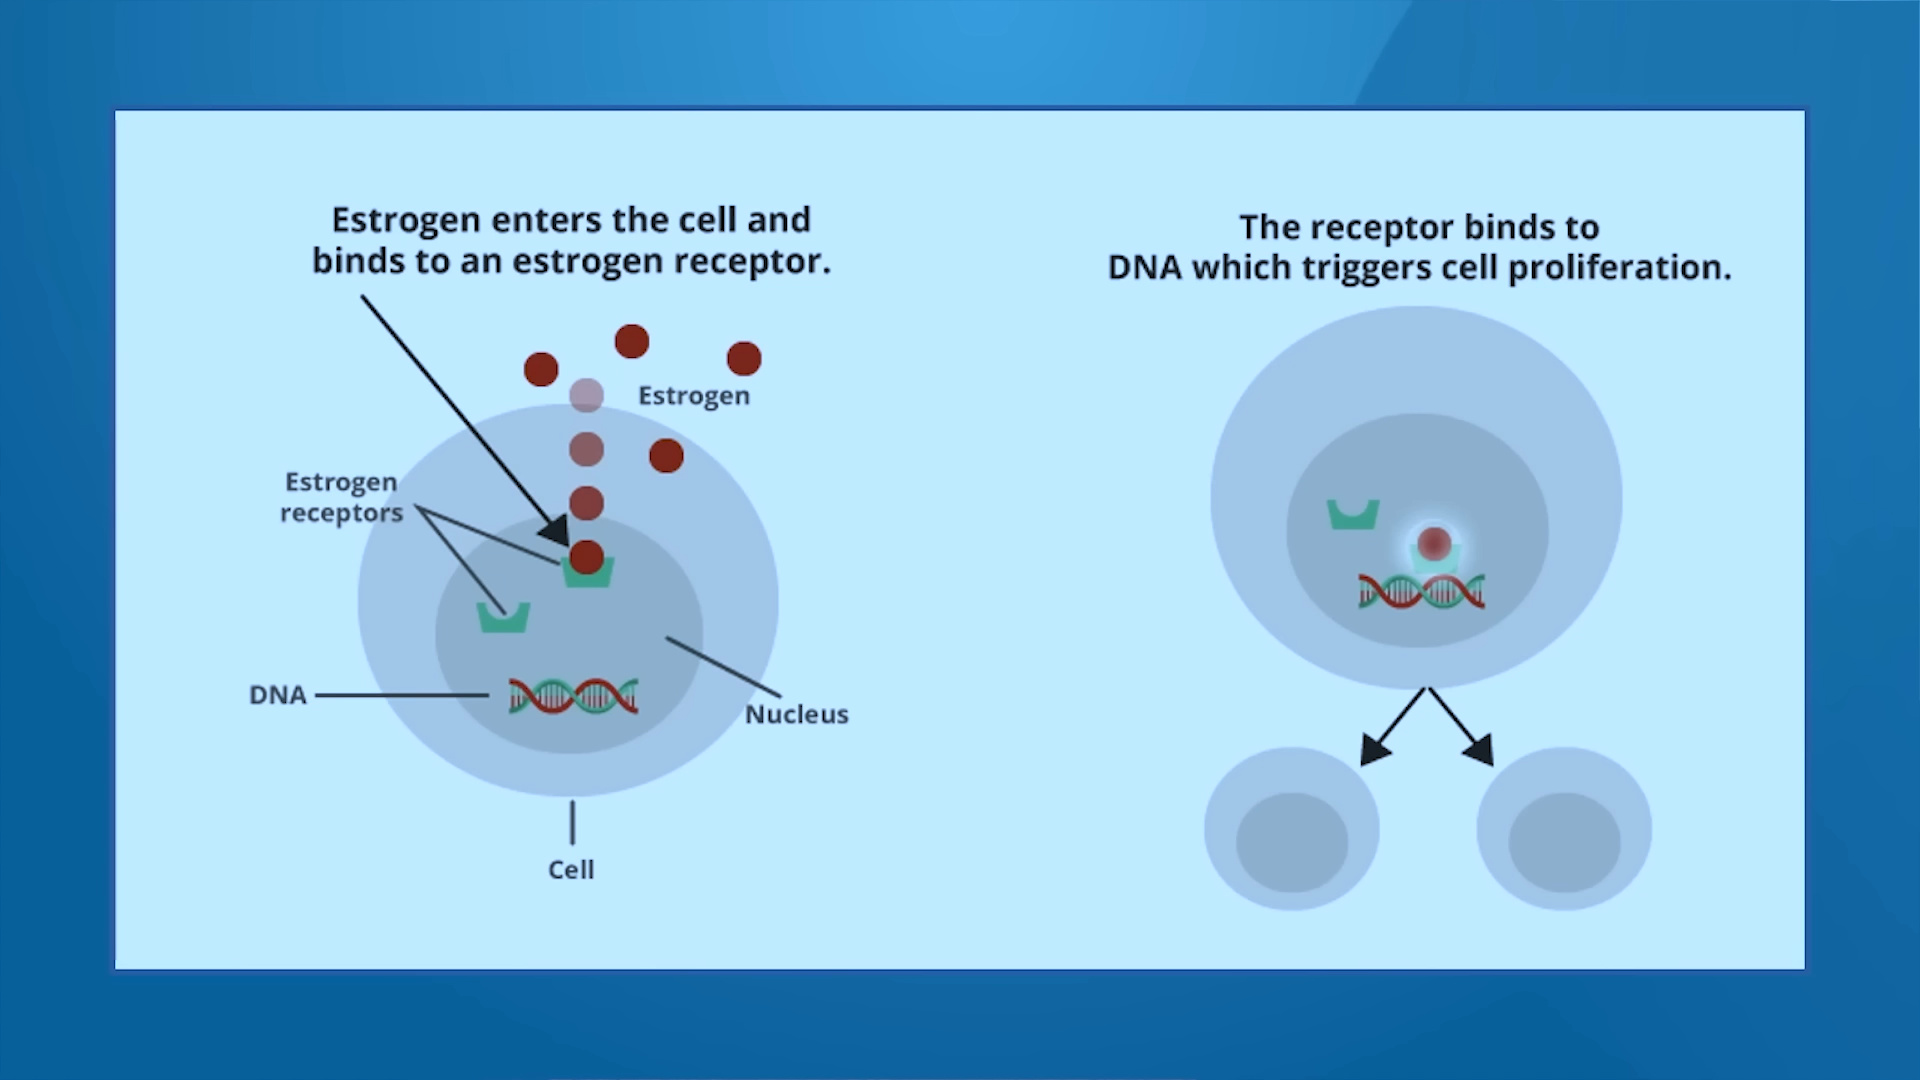 Estrogen enters the cell and
binds to an estrogen receptor.
Estrogen
Estrogen
receptors
DNA
Nucleus
Cell
The receptor binds to
DNA which triggers cell proliferation.